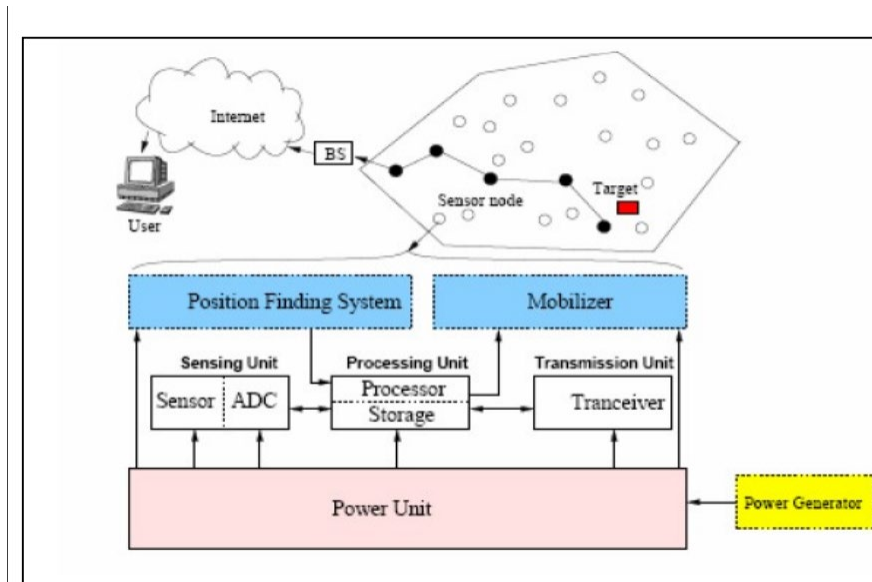 Internet
BS
Target
Sensor node
User
Position Finding System
Mobilizer
Sensing Unit
Processing Unit
Transmission Unit
Sensor
ADC
Processor
Storage
Tranceiver
Power Unit
Power Generator